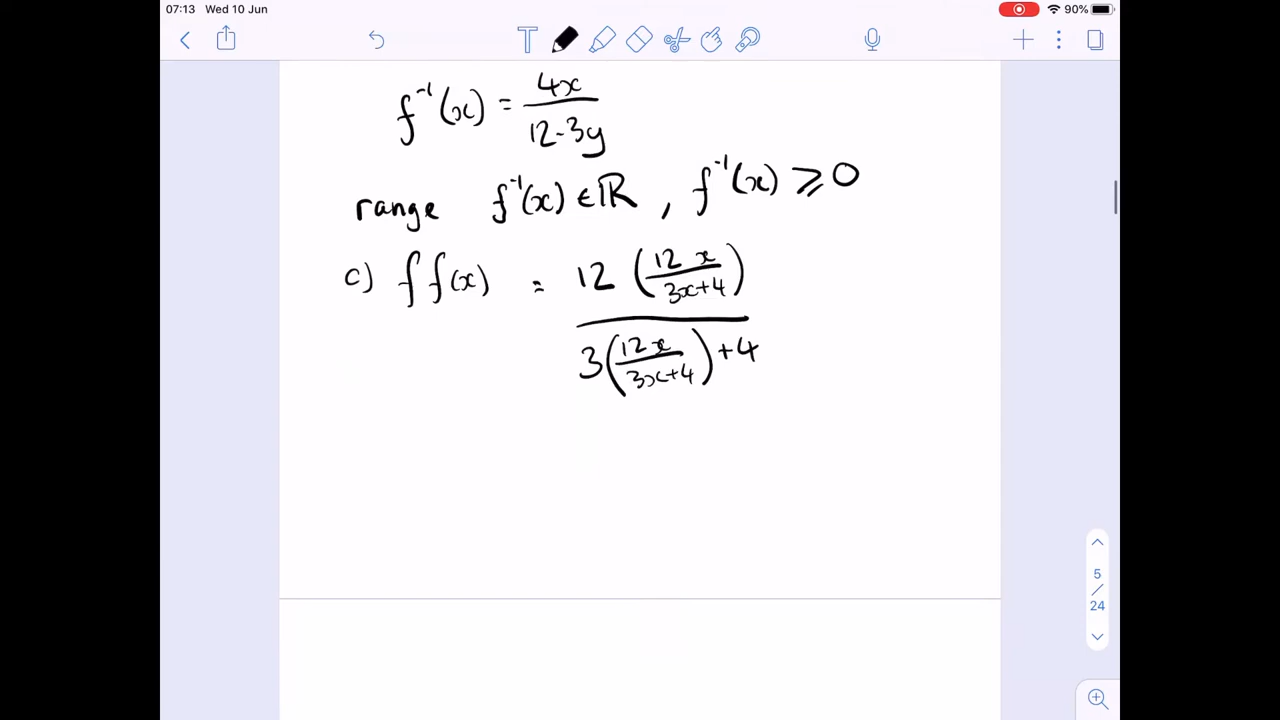 07:13 Wed 10 Jun 90%
T
f⁻¹(x) = 4x / 12-3y
range f⁻¹(x) ∈ ℝ , f⁻¹(x) ⩾ 0
c) f f(x) = 12 (12x / 3x+4) / 3(12x / 3x+4) + 4
5
/
24